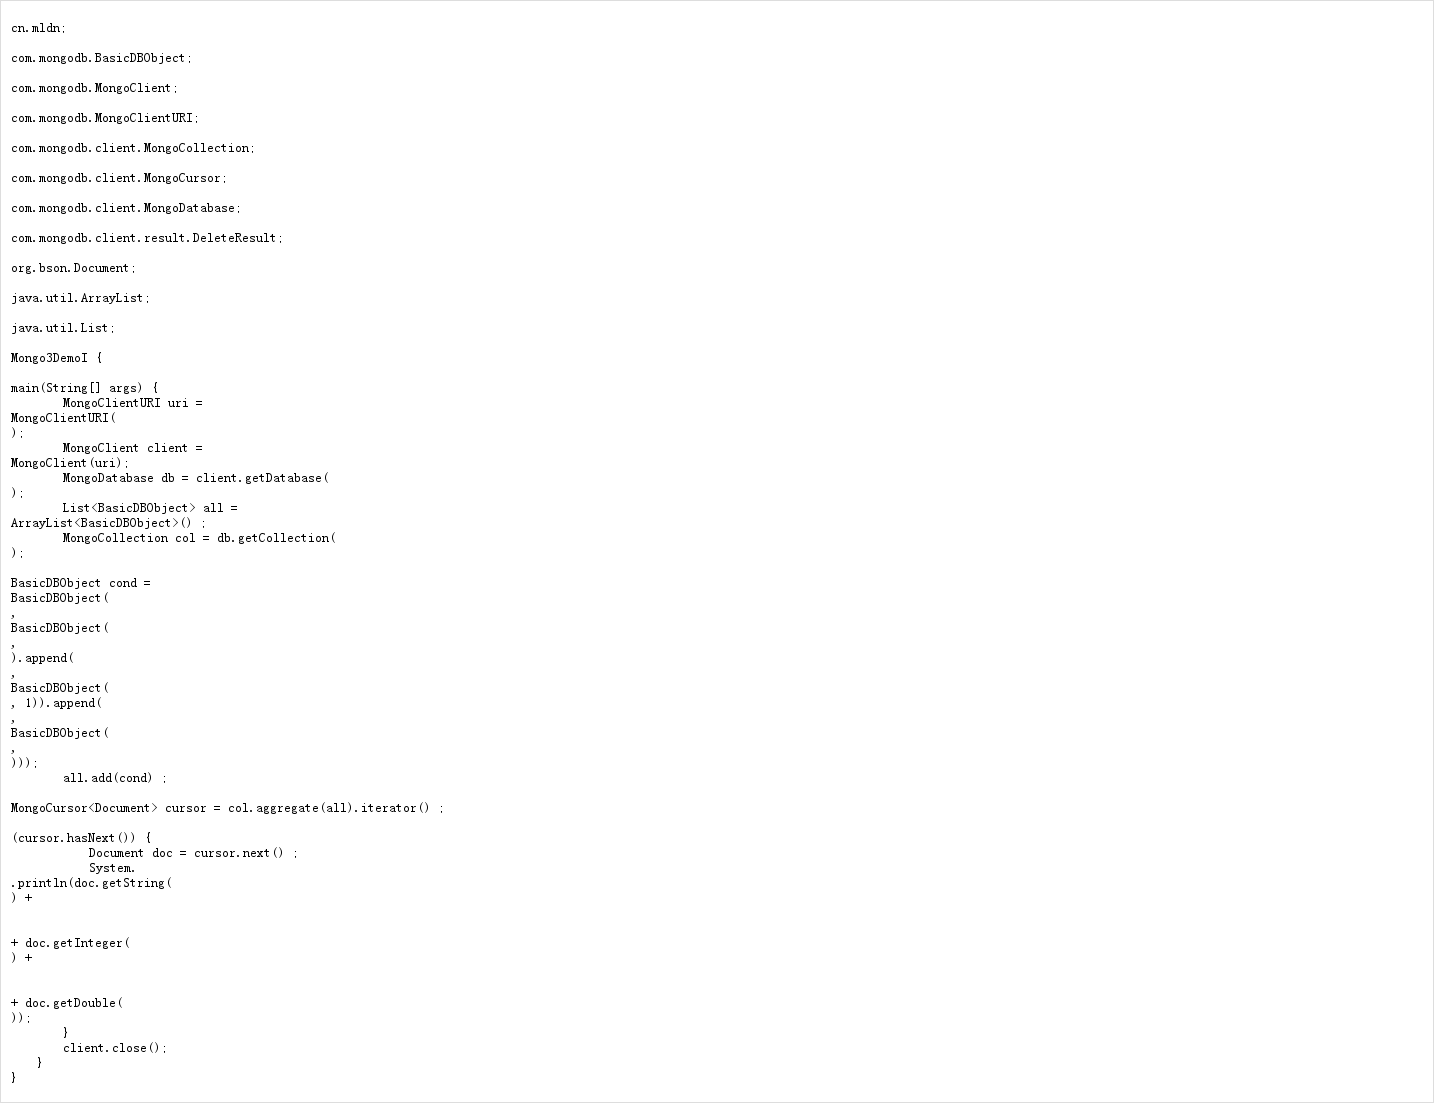 cn.mldn;
com.mongodb.BasicDBObject;
com.mongodb.MongoClient;
com.mongodb.MongoClientURI;
com.mongodb.client.MongoCollection;
com.mongodb.client.MongoCursor;
com.mongodb.client.MongoDatabase;
com.mongodb.client.result.DeleteResult;
org.bson.Document;
java.util.ArrayList;
java.util.List;
Mongo3DemoI {
main(String[] args) {
MongoClientURI uri =
MongoClientURI(
);
MongoClient client =
MongoClient(uri);
MongoDatabase db = client.getDatabase(
);
List<BasicDBObject> all =
ArrayList<BasicDBObject>() ;
MongoCollection col = db.getCollection(
);
BasicDBObject cond =
BasicDBObject(
,
BasicDBObject(
,
).append(
,
BasicDBObject(
, 1)).append(
,
BasicDBObject(
,
)));
all.add(cond) ;
MongoCursor<Document> cursor = col.aggregate(all).iterator() ;
(cursor.hasNext()) {
Document doc = cursor.next() ;
System.
.println(doc.getString(
) +
+ doc.getInteger(
) +
+ doc.getDouble(
));
}
client.close();
}
}